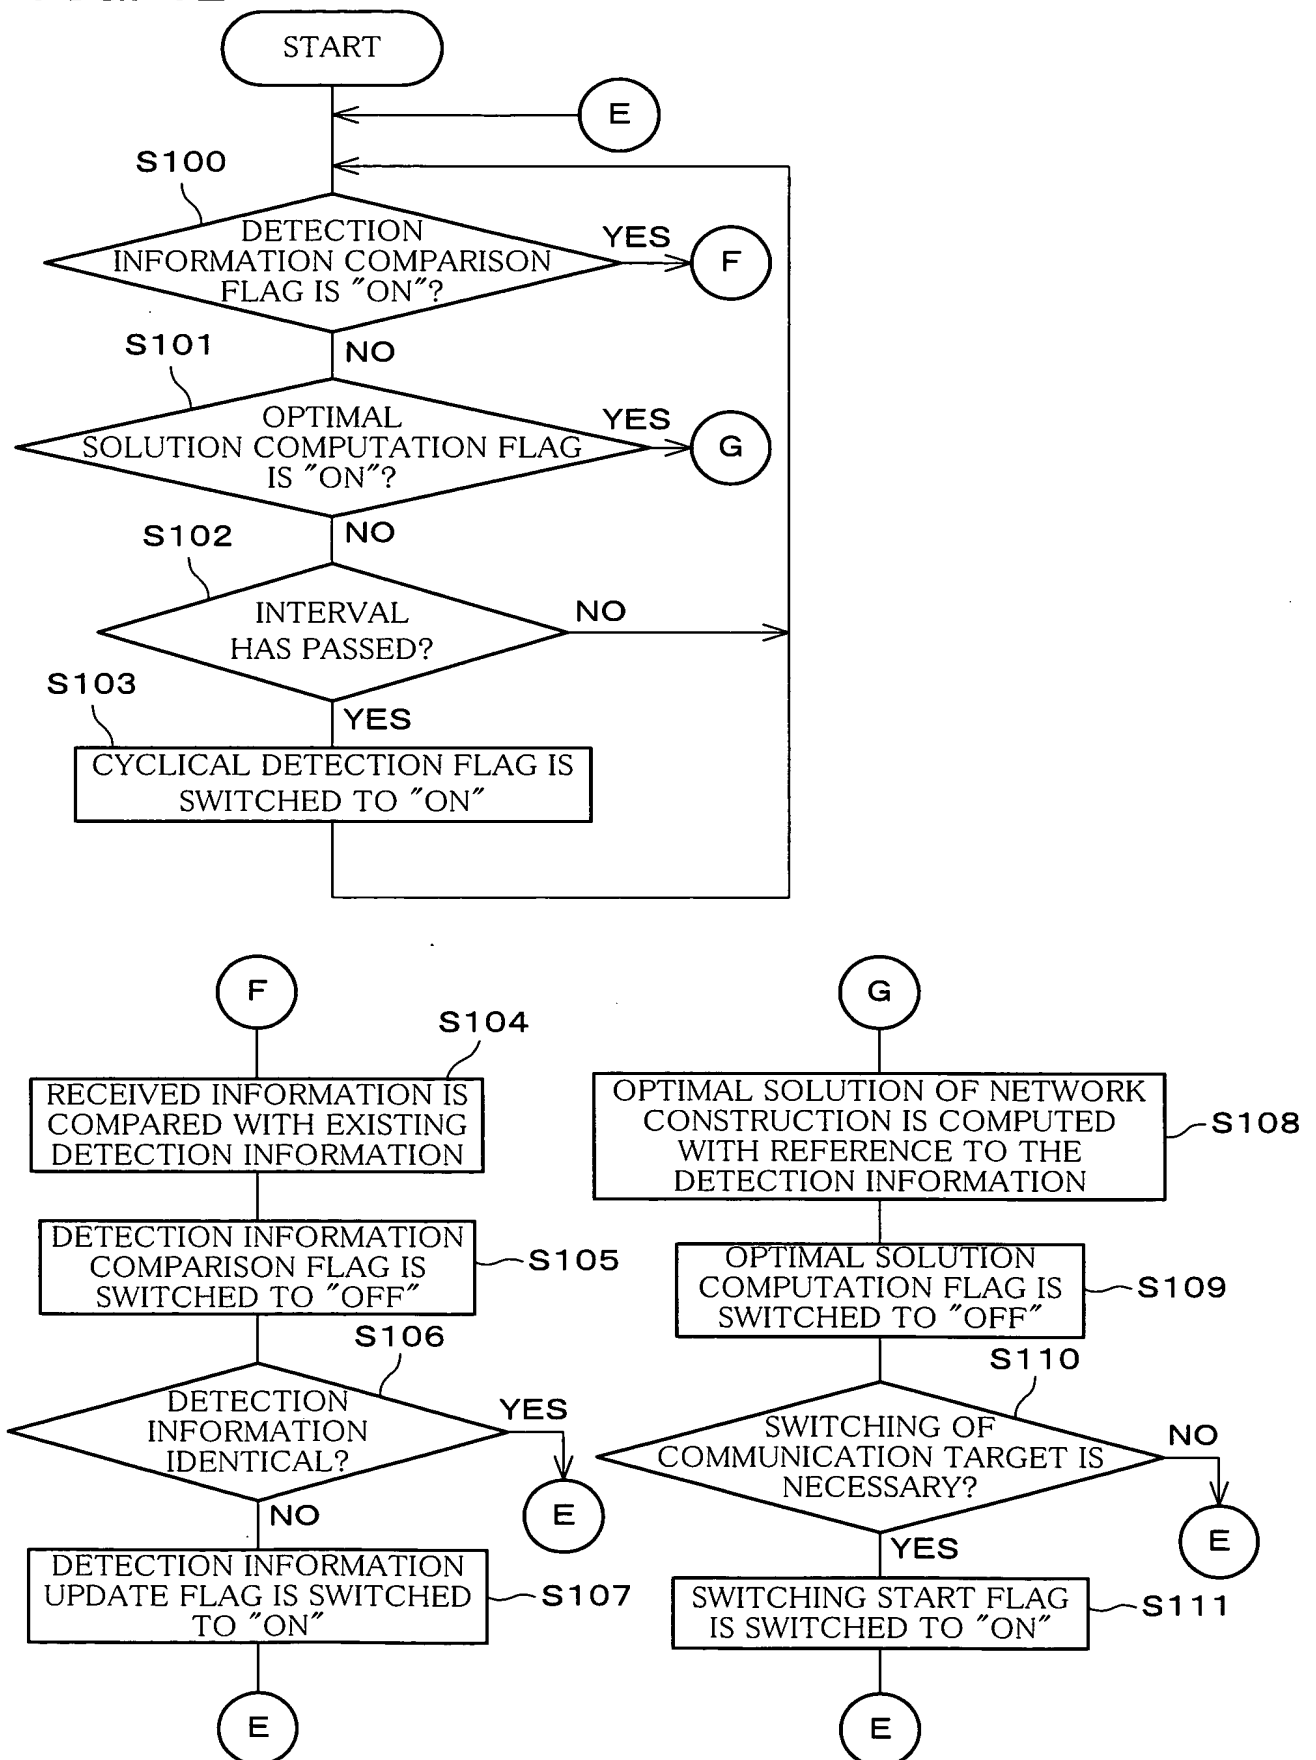 START
E
S100
DETECTION
INFORMATION COMPARISON
FLAG IS "ON"?
YES
F
NO
S101
OPTIMAL
SOLUTION COMPUTATION FLAG
IS "ON"?
YES
G
NO
S102
INTERVAL
HAS PASSED?
NO
S103
YES
CYCLICAL DETECTION FLAG IS
SWITCHED TO "ON"
F
S104
RECEIVED INFORMATION IS
COMPARED WITH EXISTING
DETECTION INFORMATION
DETECTION INFORMATION
COMPARISON FLAG IS
SWITCHED TO "OFF"
S105
S106
DETECTION
INFORMATION
IDENTICAL?
YES
E
NO
DETECTION INFORMATION
UPDATE FLAG IS SWITCHED
TO "ON"
S107
E
G
OPTIMAL SOLUTION OF NETWORK
CONSTRUCTION IS COMPUTED
WITH REFERENCE TO THE
DETECTION INFORMATION
S108
OPTIMAL SOLUTION
COMPUTATION FLAG IS
SWITCHED TO "OFF"
S109
S110
SWITCHING OF
COMMUNICATION TARGET IS
NECESSARY?
NO
E
YES
SWITCHING START FLAG
IS SWITCHED TO "ON"
S111
E